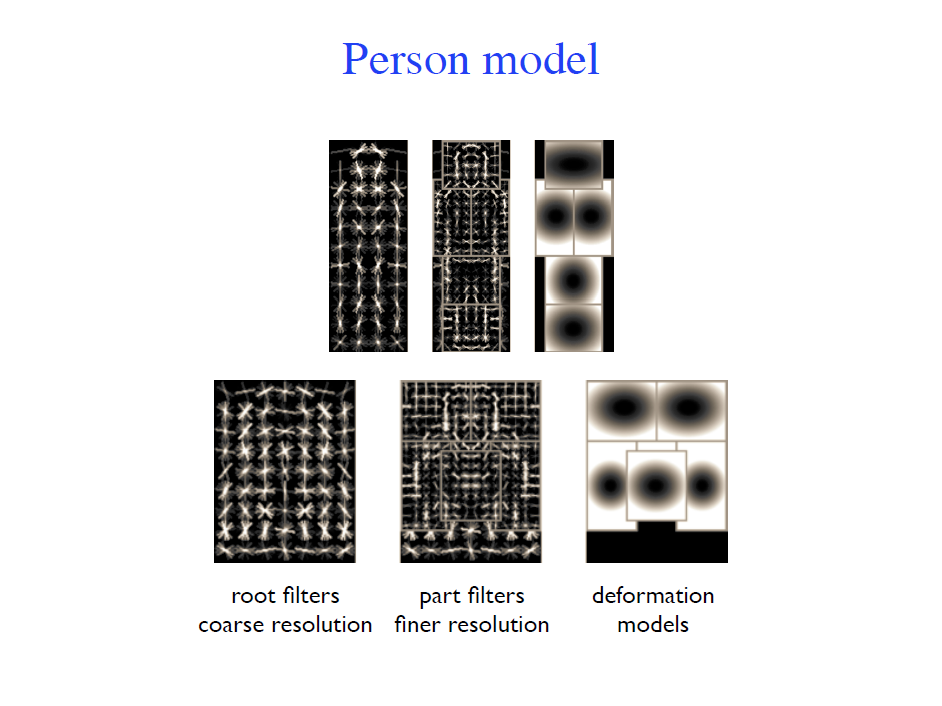 Person model
root filters
coarse resolution
part filters
finer resolution
deformation
models